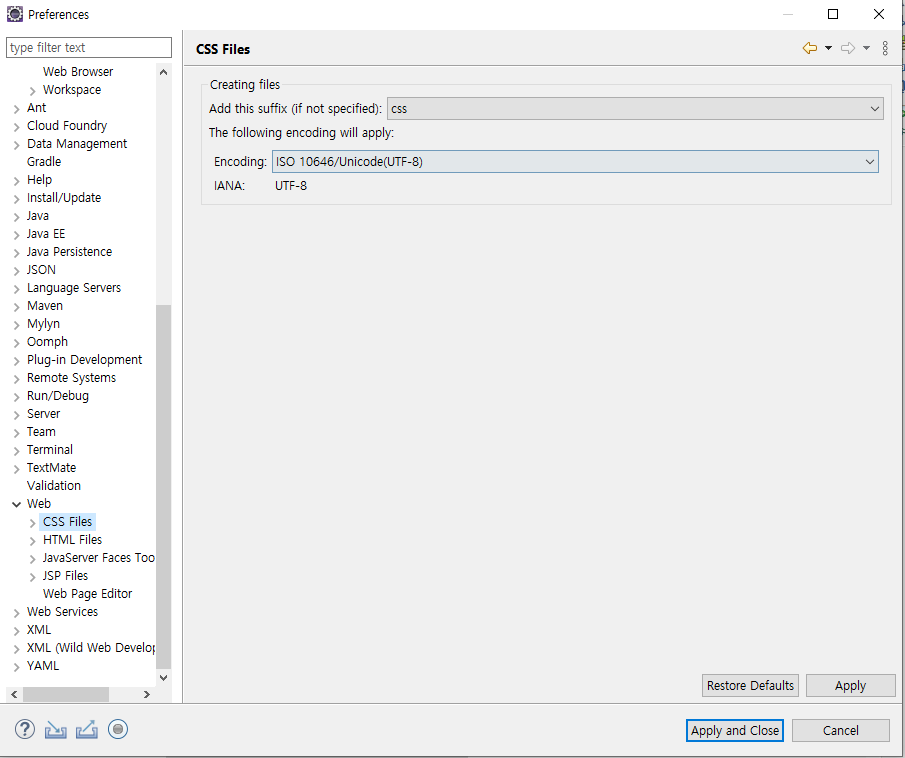 Preferences
type filter text
Web Browser
Workspace
Ant
Cloud Foundry
Data Management
Gradle
Help
Install/Update
Java
Java EE
Java Persistence
JSON
Language Servers
Maven
Mylyn
Oomph
Plug-in Development
Remote Systems
Run/Debug
Server
Team
Terminal
TextMate
Validation
Web
CSS Files
HTML Files
JavaServer Faces Too
JSP Files
Web Page Editor
Web Services
XML
XML (Wild Web Develop
YAML
CSS Files
Creating files
Add this suffix (if not specified): css
The following encoding will apply:
Encoding: ISO 10646/Unicode(UTF-8)
IANA: UTF-8
Restore Defaults Apply
Apply and Close Cancel